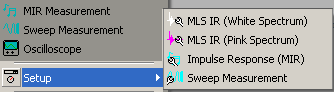 MIR Measurement
Sweep Measurement
Oscilloscope
Setup
MLS IR (White Spectrum)
MLS IR (Pink Spectrum)
Impulse Response (MIR)
Sweep Measurement